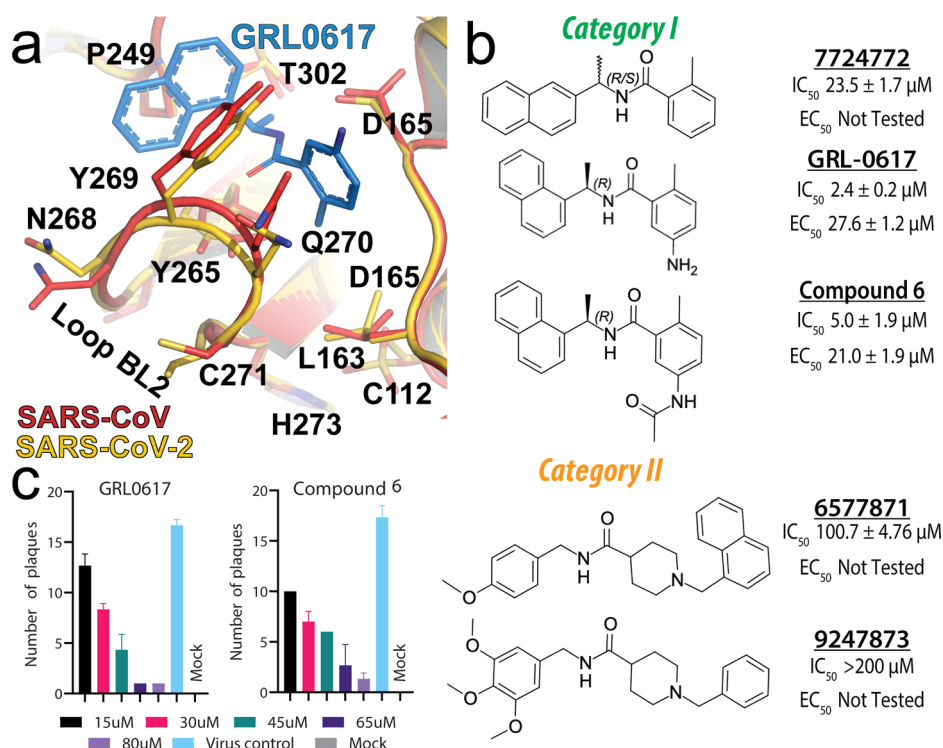 a
GRL0617
P249
T302
D165
Y269
N268
Q270
Y265
D165
Loop BL2
L163
C271
C112
H273
SARS-CoV
SARS-CoV-2
b
Category I
(R/S)
O
N
H
7724772
IC50 23.5 ± 1.7 µM
EC50 Not Tested
(R)
O
N
H
NH2
GRL-0617
IC50 2.4 ± 0.2 µM
EC50 27.6 ± 1.2 µM
(R)
O
N
H
NH
O
Compound 6
IC50 5.0 ± 1.9 µM
EC50 21.0 ± 1.9 µM
Category II
O
N
H
N
O
6577871
IC50 100.7 ± 4.76 µM
EC50 Not Tested
O
O
O
O
N
H
N
9247873
IC50 >200 µM
EC50 Not Tested
c
GRL0617
Number of plaques
20
15
10
5
0
Mock
Compound 6
Number of plaques
20
15
10
5
0
Mock
15uM 30uM 45uM 65uM
80uM Virus control Mock